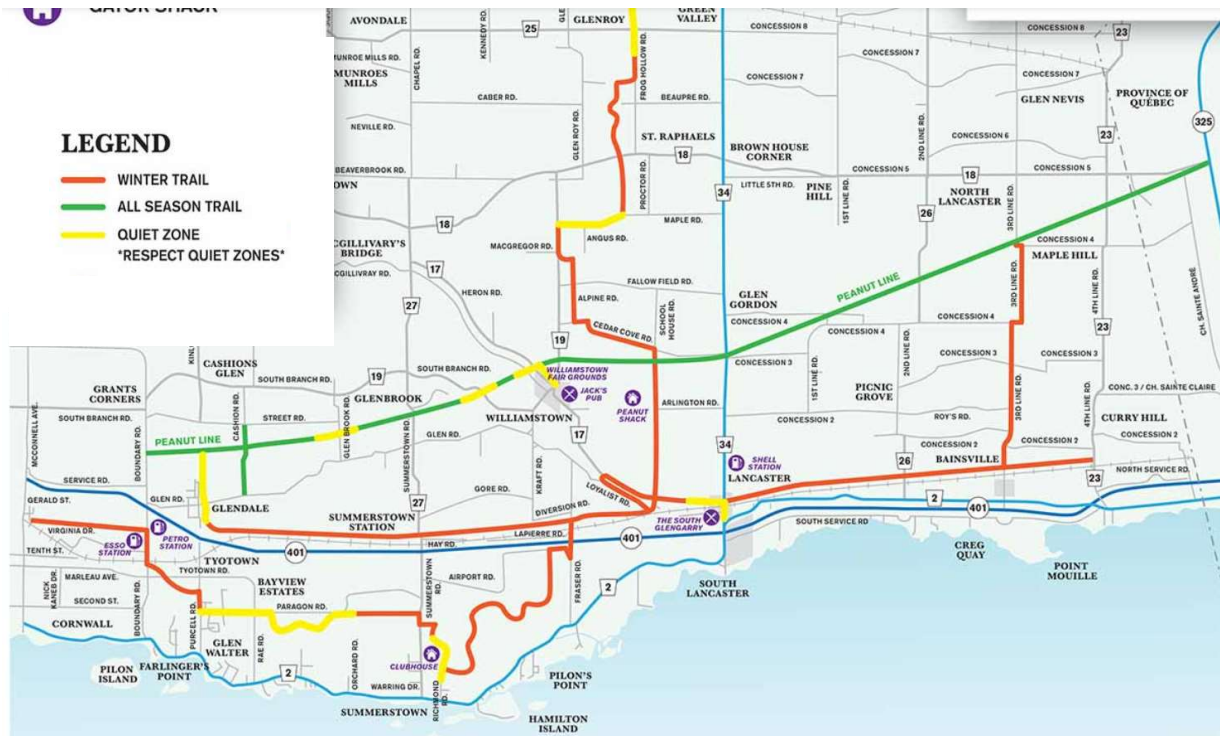 GATOR SHACK
LEGEND
WINTER TRAIL
ALL SEASON TRAIL
QUIET ZONE
*RESPECT QUIET ZONES*
AVONDALE
GLENROY
GREEN
VALLEY
CONCESSION 8
CONCESSION 8
25
23
KENNEDY RD.
CHAPEL RD.
FROG HOLLOW RD.
MUNROES
MILLS
CONCESSION 7
CONCESSION 7
CONCESSION 7
CABER RD.
BEAUPRE RD.
GLEN NEVIS
PROVINCE OF
QUÉBEC
325
NEVILLE RD.
GLEN ROY RD.
ST. RAPHAELS
18
BROWN HOUSE
CORNER
2ND LINE RD.
CONCESSION 6
23
BEAVERBROOK RD.
CONCESSION 5
18
CONCESSION 5
PROCTOR RD.
34
LITTLE 5TH RD.
PINE
HILL
1ST LINE RD.
NORTH
LANCASTER
3RD LINE RD.
18
MAPLE RD.
26
ANGUS RD.
MACGREGOR RD.
CONCESSION 4
MAPLE HILL
17
FALLOW FIELD RD.
HERON RD.
27
ALPINE RD.
SCHOOL
HOUSE RD.
GLEN
GORDON
PEANUT LINE
3RD LINE RD.
4TH LINE RD.
CH. SAINTE ANDRÉ
CEDAR COVE RD.
CONCESSION 4
CONCESSION 4
CONCESSION 4
23
19
CASHIONS
GLEN
SOUTH BRANCH RD.
19
SOUTH BRANCH RD.
WILLIAMSTOWN
FAIR GROUNDS
JACK'S
PUB
PEANUT
SHACK
CONCESSION 3
1ST LINE RD.
2ND LINE RD.
CONCESSION 3
CONCESSION 3
GRANTS
CORNERS
GLENBROOK
PICNIC
GROVE
3RD LINE RD.
4TH LINE RD.
CONC. 3 / CH. SAINTE CLAIRE
MCCONNELL AVE.
SOUTH BRANCH RD.
BOUNDARY RD.
CASHION RD.
STREET RD.
GLEN BROOK RD.
SUMMERSTOWN RD.
WILLIAMSTOWN
ARLINGTON RD.
CONCESSION 2
ROY'S RD.
CURRY HILL
PEANUT LINE
GLEN RD.
17
34
CONCESSION 2
CONCESSION 2
CONCESSION 2
SERVICE RD.
KRAFT RD.
SHELL
STATION
LANCASTER
26
BAINSVILLE
23
NORTH SERVICE RD
GERALD ST.
GLEN RD.
GLENDALE
27
GORE RD.
LOYALIST RD.
DIVERSION RD.
2
401
VIRGINIA DR.
ESSO
STATION
PETRO
STATION
SUMMERSTOWN
STATION
THE SOUTH
GLENGARRY
SOUTH SERVICE RD
TENTH ST.
TYOTOWN
401
HAY RD.
LAPIERRE RD.
401
CREG
QUAY
POINT
MOUILLE
NICK
KANEB DR.
MARLEAU AVE.
TYOTOWN RD.
BAYVIEW
ESTATES
SUMMERSTOWN
RD.
AIRPORT RD.
FRASER RD.
2
SOUTH
LANCASTER
SECOND ST.
BOUNDARY RD.
PURCELL RD.
PARAGON RD.
CORNWALL
GLEN
WALTER
RAE RD.
ORCHARD RD.
CLUBHOUSE
PILON
ISLAND
FARLINGER'S
POINT
2
WARRING DR.
RICHMOND
RD.
PILON'S
POINT
SUMMERSTOWN
HAMILTON
ISLAND